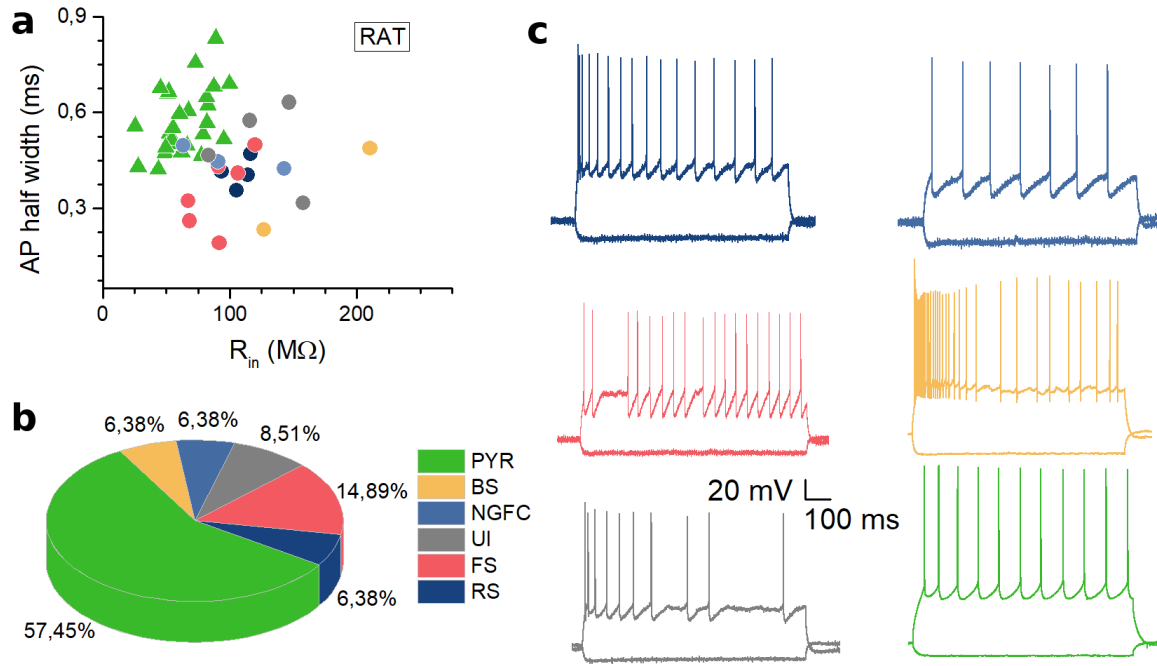 a
RAT
0,9
0,6
0,3
AP half width (ms)
0
100
200
R_in (MΩ)
b
6,38%
6,38%
8,51%
14,89%
6,38%
57,45%
PYR
BS
NGFC
UI
FS
RS
c
20 mV
100 ms